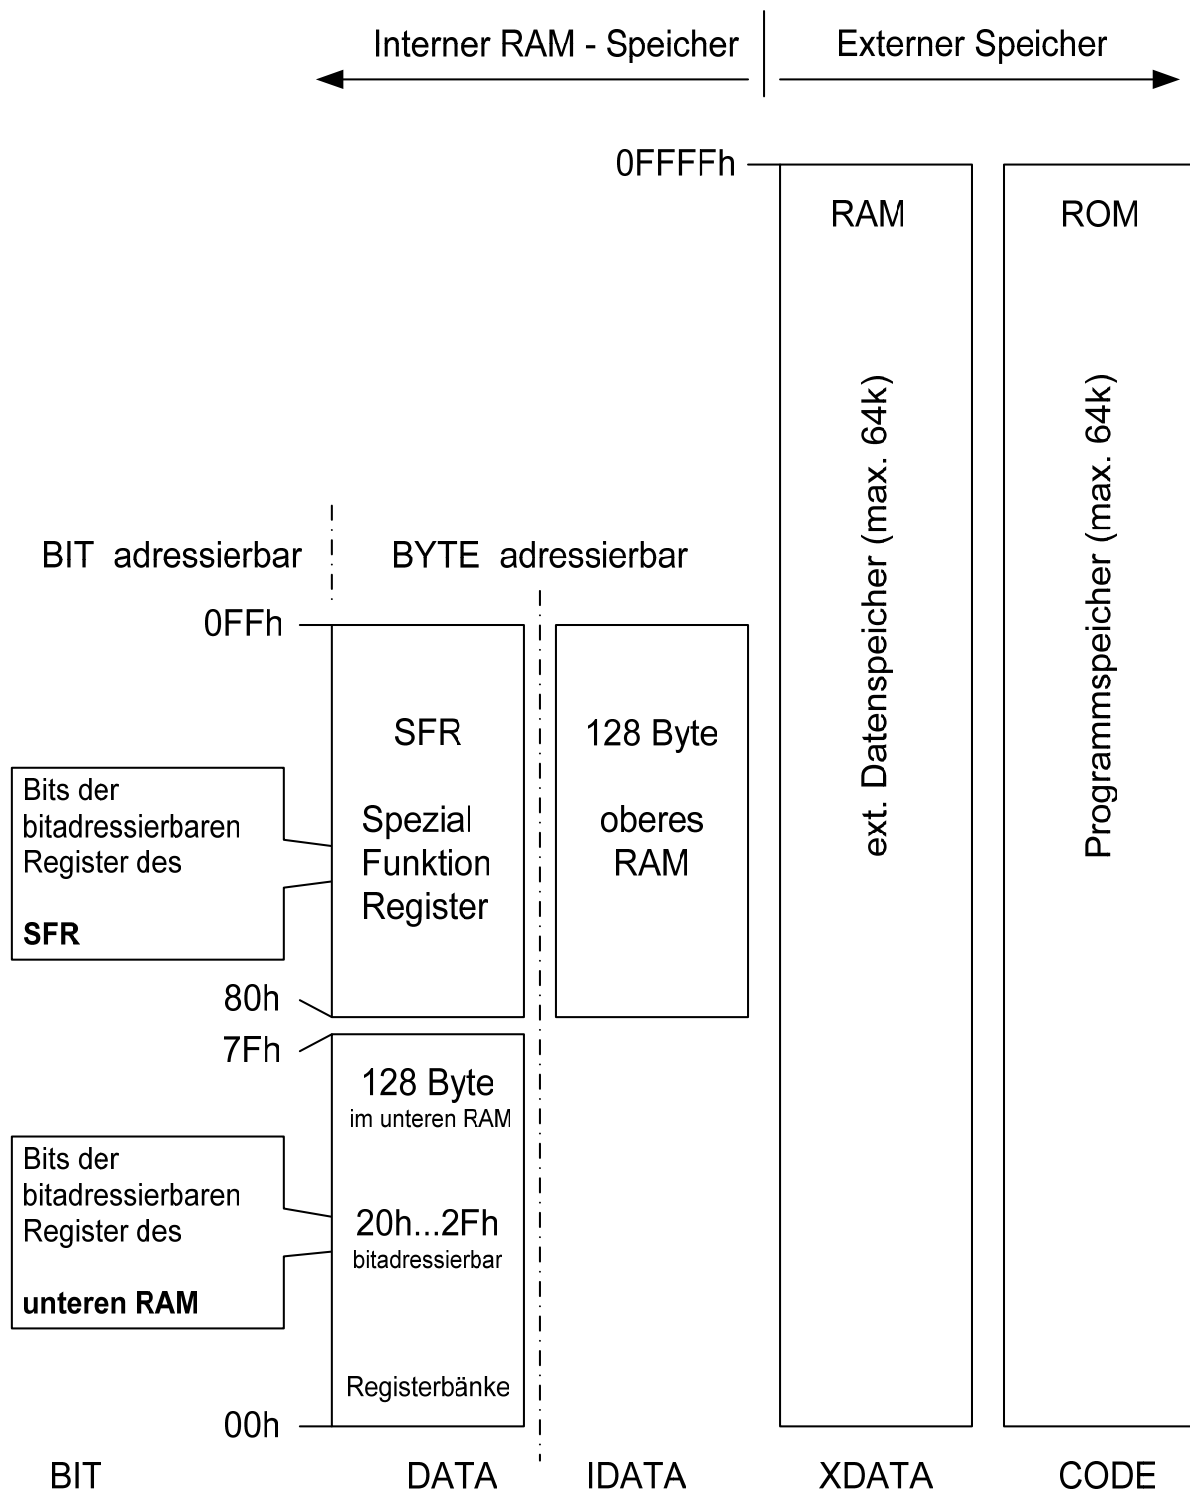 Interner RAM - Speicher
Externer Speicher
0FFFFh
RAM
ROM
ext. Datenspeicher (max. 64k)
Programmspeicher (max. 64k)
BIT adressierbar
BYTE adressierbar
0FFh
SFR
Spezial
Funktion
Register
128 Byte
oberes
RAM
Bits der
bitadressierbaren
Register des
SFR
80h
7Fh
128 Byte
im unteren RAM
Bits der
bitadressierbaren
Register des
unteren RAM
20h...2Fh
bitadressierbar
Registerbänke
00h
BIT
DATA
IDATA
XDATA
CODE